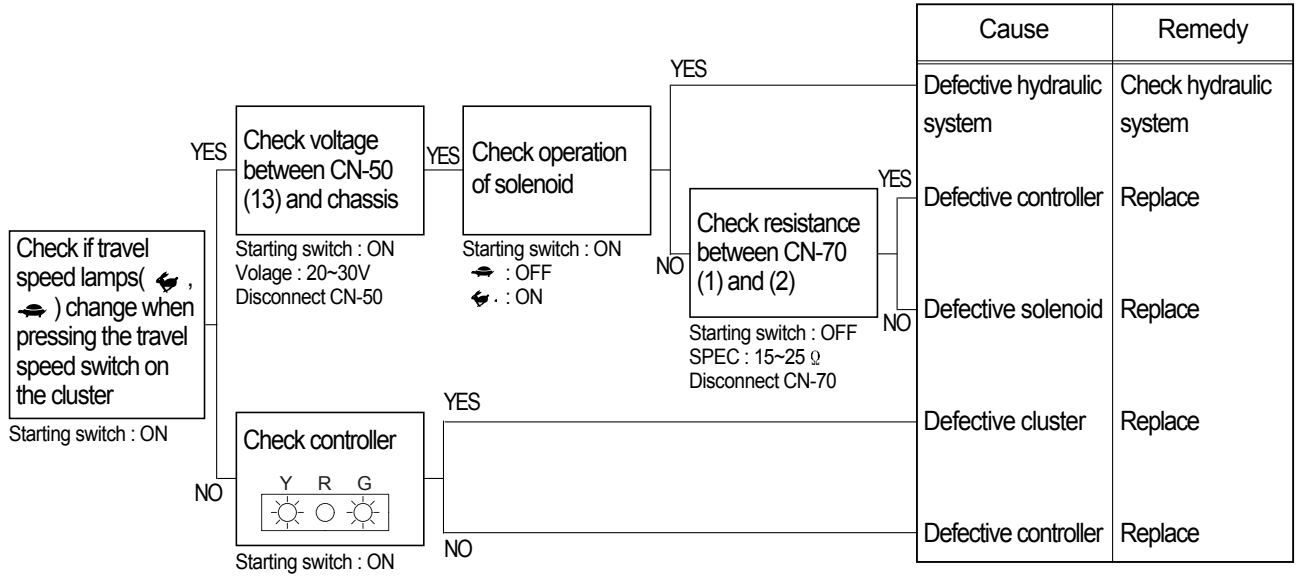 Check if travel
speed lamps( ,
) change when
pressing the travel
speed switch on
the cluster
Starting switch : ON
YES
NO
Check voltage
between CN-50
(13) and chassis
Starting switch : ON
Volage : 20~30V
Disconnect CN-50
YES
Check operation
of solenoid
Starting switch : ON
: OFF
: ON
YES
NO
Check resistance
between CN-70
(1) and (2)
Starting switch : OFF
SPEC : 15~25 Ω
Disconnect CN-70
YES
NO
Check controller
Y R G
Starting switch : ON
YES
NO
Cause Remedy
Defective hydraulic Check hydraulic
system system
Defective controller Replace
Defective solenoid Replace
Defective cluster Replace
Defective controller Replace